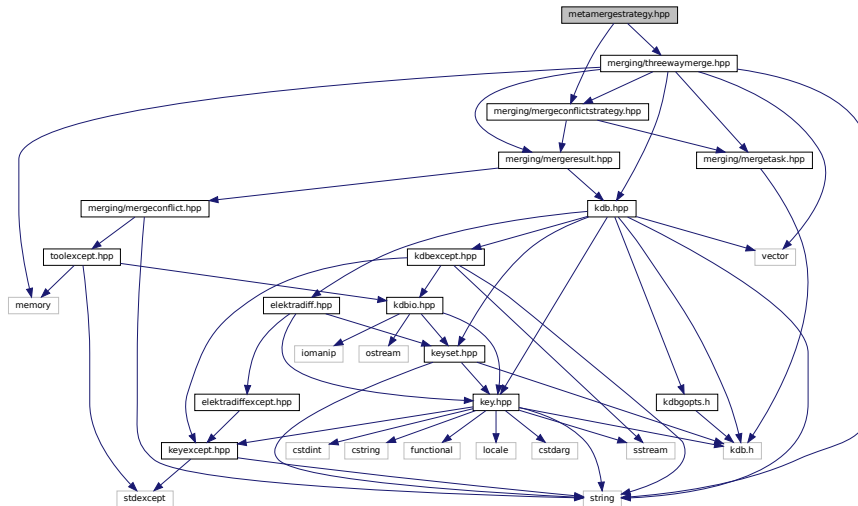 metamergestrategy.hpp
merging/threewaymerge.hpp
merging/mergeconflictstrategy.hpp
merging/mergeresult.hpp
merging/mergetask.hpp
merging/mergeconflict.hpp
kdb.hpp
toolexcept.hpp
kdbexcept.hpp
vector
memory
elektradiff.hpp
kdbio.hpp
iomanip
ostream
keyset.hpp
elektradiffexcept.hpp
key.hpp
kdbgopts.h
keyexcept.hpp
cstdint
cstring
functional
locale
cstdarg
sstream
kdb.h
stdexcept
string